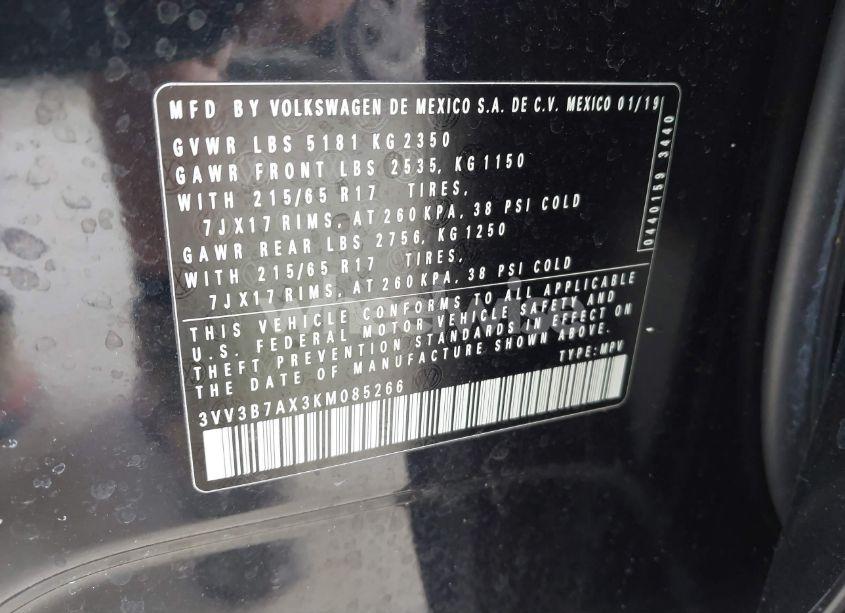 MFD BY VOLKSWAGEN DE MEXICO S.A. DE C.V. MEXICO 01/19
GVWR LBS 5181 KG 2350
GAWR FRONT LBS 2535, KG 1150
WITH 215/65 R17 TIRES,
7JX17 RIMS, AT 260 KPA, 38 PSI COLD
GAWR REAR LBS 2756, KG 1250
WITH 215/65 R17 TIRES,
7JX17 RIMS, AT 260 KPA, 38 PSI COLD
THIS VEHICLE CONFORMS TO ALL APPLICABLE
U.S. FEDERAL MOTOR VEHICLE SAFETY AND
THEFT PREVENTION STANDARDS IN EFFECT ON
THE DATE OF MANUFACTURE SHOWN ABOVE.
3VV3B7AX3KM085266
TYPE:MPV
0440159 3440